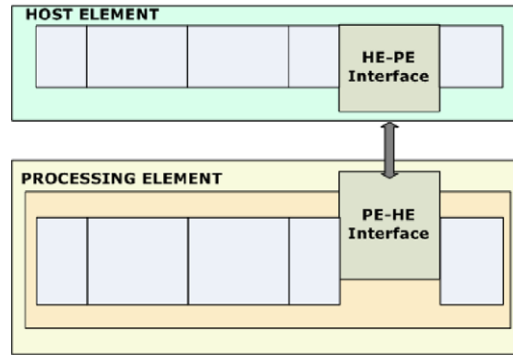 HOST ELEMENT
HE-PE
Interface
PROCESSING ELEMENT
PE-HE
Interface